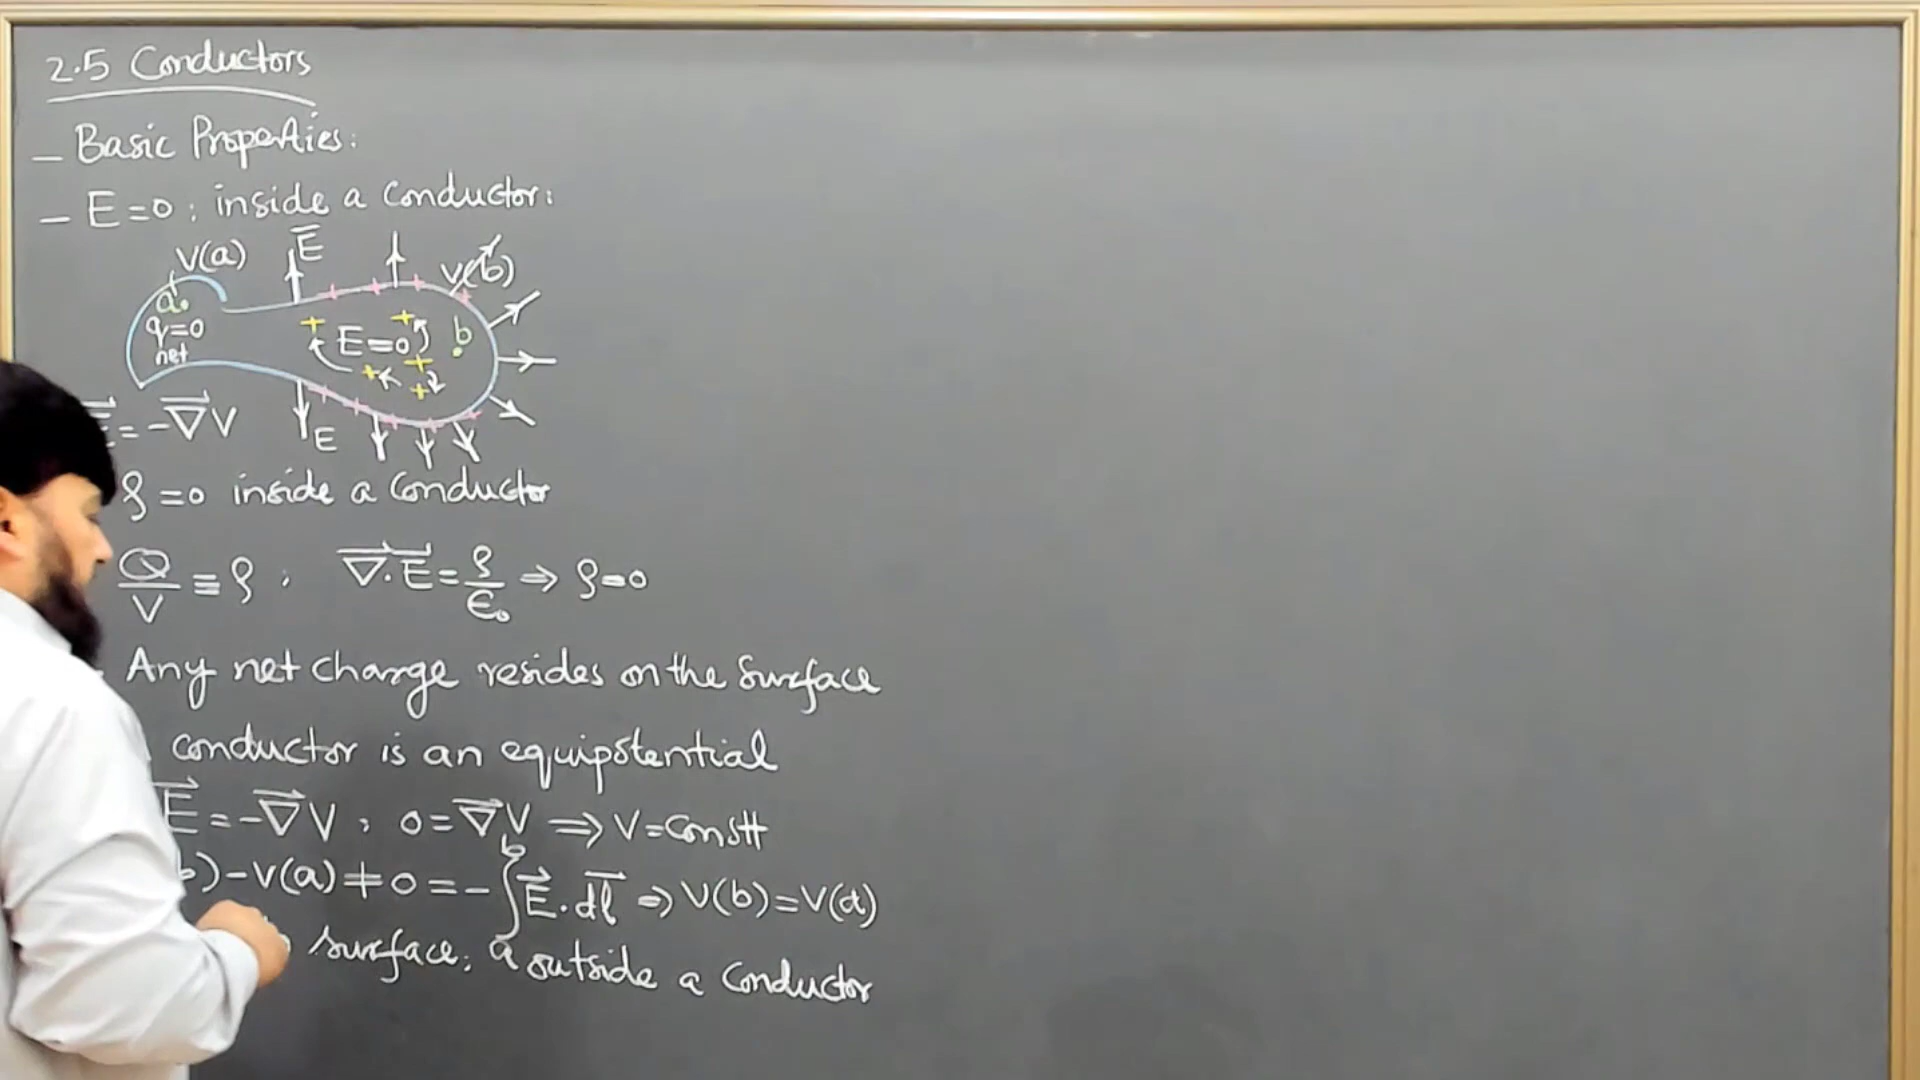 2.5 Conductors
– Basic Properties:
– E=0; inside a conductor:
V(a) E V(b)
a
q=0
net
E=0
b
= -∇V
E
ρ=0 inside a conductor
Q/V ≡ ρ ; ∇·E = ρ/ε₀ ⇒ ρ=0
Any net charge resides on the surface
conductor is an equipotential
E = -∇V ; 0 = ∇V ⇒ V = constt
b) - V(a) ≠ 0 = -∫ₐᵇ E·dl ⇒ V(b) = V(a)
surface; outside a conductor